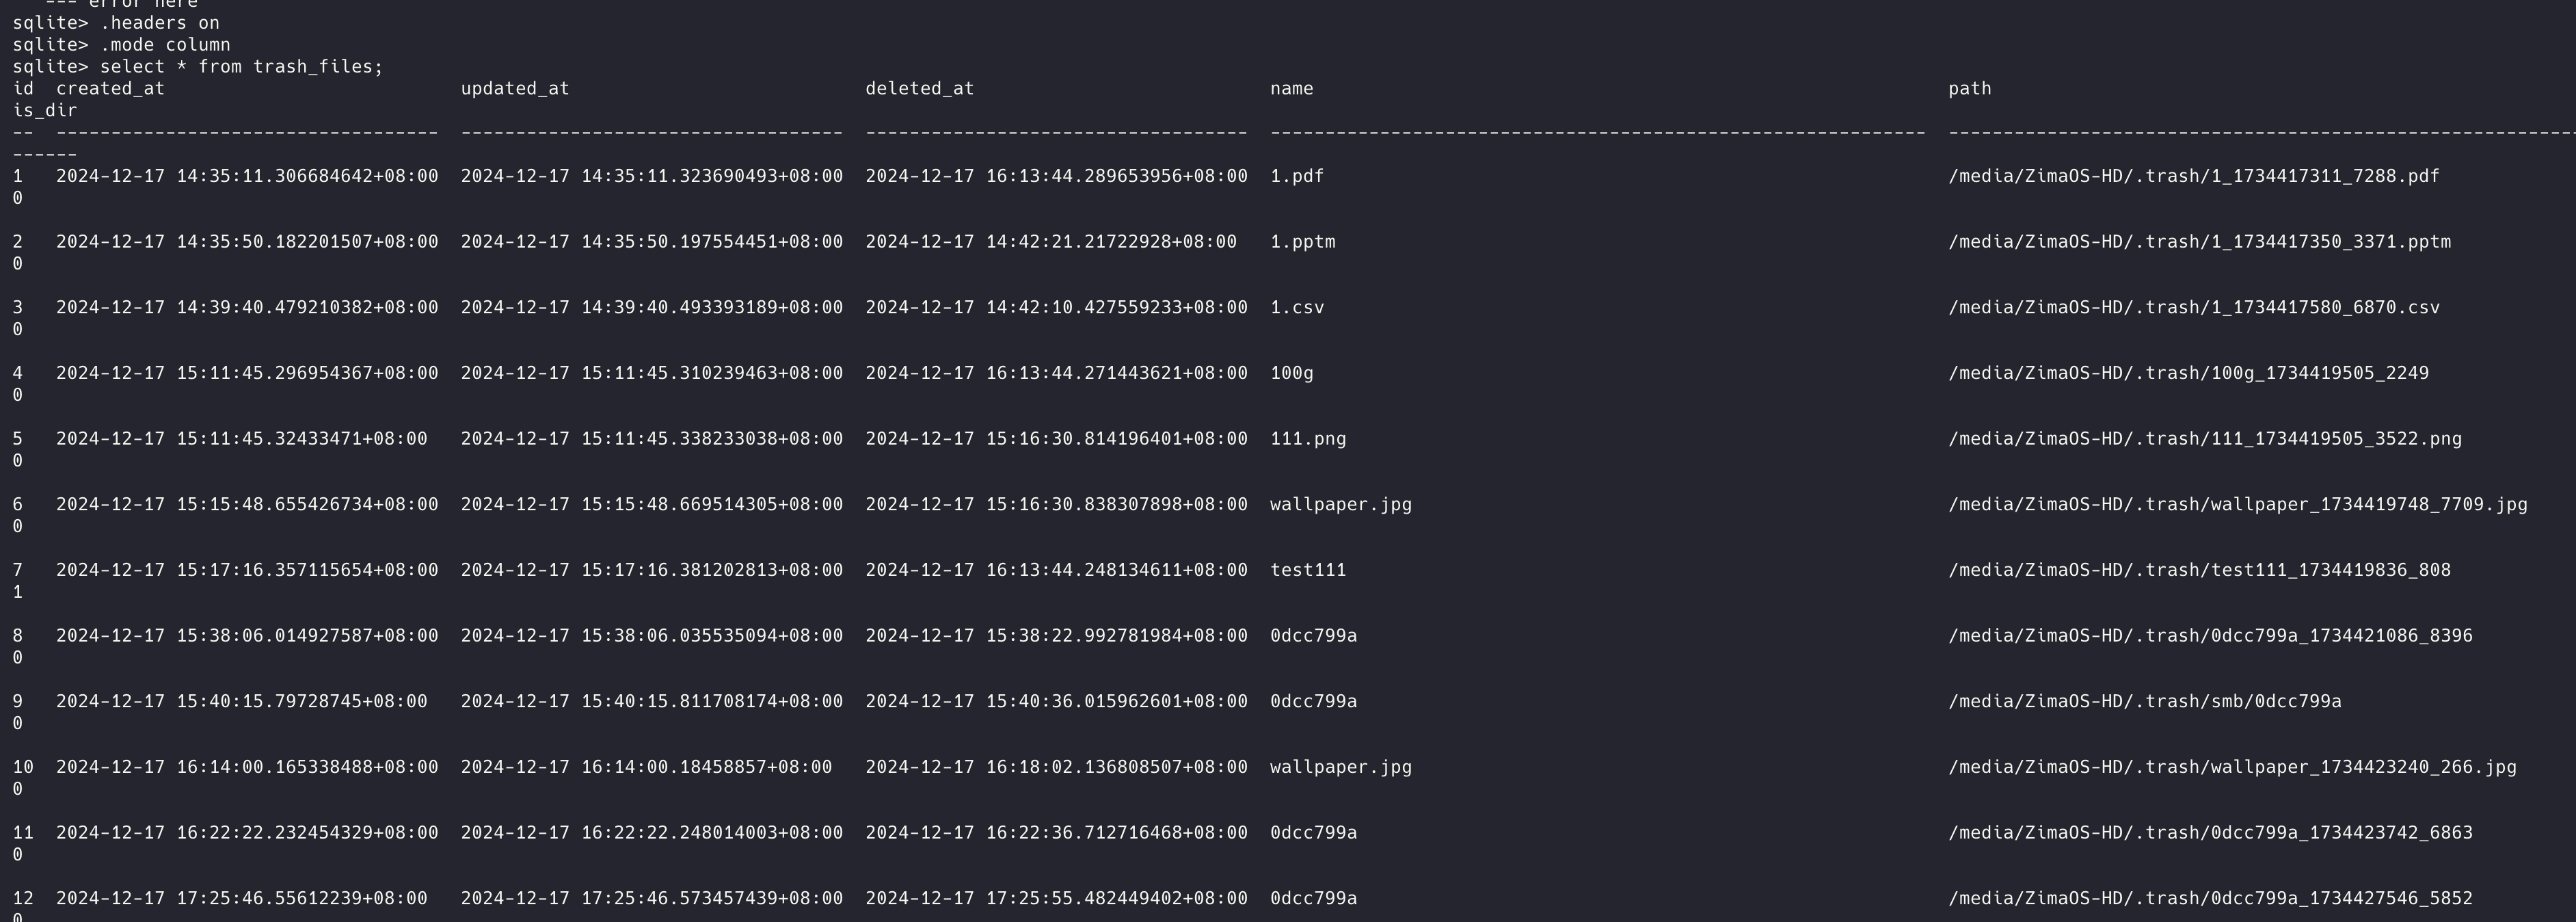 --- error here
sqlite> .headers on
sqlite> .mode column
sqlite> select * from trash_files;
id  created_at                           updated_at                           deleted_at                           name                                                          path
is_dir
--  -----------------------------------  -----------------------------------  -----------------------------------  ------------------------------------------------------------  ----------------------------------------------------------
------
1   2024-12-17 14:35:11.306684642+08:00  2024-12-17 14:35:11.323690493+08:00  2024-12-17 16:13:44.289653956+08:00  1.pdf  /media/ZimaOS-HD/.trash/1_1734417311_7288.pdf
0
2   2024-12-17 14:35:50.182201507+08:00  2024-12-17 14:35:50.197554451+08:00  2024-12-17 14:42:21.21722928+08:00   1.pptm  /media/ZimaOS-HD/.trash/1_1734417350_3371.pptm
0
3   2024-12-17 14:39:40.479210382+08:00  2024-12-17 14:39:40.493393189+08:00  2024-12-17 14:42:10.427559233+08:00  1.csv  /media/ZimaOS-HD/.trash/1_1734417580_6870.csv
0
4   2024-12-17 15:11:45.296954367+08:00  2024-12-17 15:11:45.310239463+08:00  2024-12-17 16:13:44.271443621+08:00  100g  /media/ZimaOS-HD/.trash/100g_1734419505_2249
0
5   2024-12-17 15:11:45.32433471+08:00   2024-12-17 15:11:45.338233038+08:00  2024-12-17 15:16:30.814196401+08:00  111.png  /media/ZimaOS-HD/.trash/111_1734419505_3522.png
0
6   2024-12-17 15:15:48.655426734+08:00  2024-12-17 15:15:48.669514305+08:00  2024-12-17 15:16:30.838307898+08:00  wallpaper.jpg  /media/ZimaOS-HD/.trash/wallpaper_1734419748_7709.jpg
0
7   2024-12-17 15:17:16.357115654+08:00  2024-12-17 15:17:16.381202813+08:00  2024-12-17 16:13:44.248134611+08:00  test111  /media/ZimaOS-HD/.trash/test111_1734419836_808
1
8   2024-12-17 15:38:06.014927587+08:00  2024-12-17 15:38:06.035535094+08:00  2024-12-17 15:38:22.992781984+08:00  0dcc799a  /media/ZimaOS-HD/.trash/0dcc799a_1734421086_8396
0
9   2024-12-17 15:40:15.79728745+08:00   2024-12-17 15:40:15.811708174+08:00  2024-12-17 15:40:36.015962601+08:00  0dcc799a  /media/ZimaOS-HD/.trash/smb/0dcc799a
0
10  2024-12-17 16:14:00.165338488+08:00  2024-12-17 16:14:00.18458857+08:00   2024-12-17 16:18:02.136808507+08:00  wallpaper.jpg  /media/ZimaOS-HD/.trash/wallpaper_1734423240_266.jpg
0
11  2024-12-17 16:22:22.232454329+08:00  2024-12-17 16:22:22.248014003+08:00  2024-12-17 16:22:36.712716468+08:00  0dcc799a  /media/ZimaOS-HD/.trash/0dcc799a_1734423742_6863
0
12  2024-12-17 17:25:46.55612239+08:00   2024-12-17 17:25:46.573457439+08:00  2024-12-17 17:25:55.482449402+08:00  0dcc799a  /media/ZimaOS-HD/.trash/0dcc799a_1734427546_5852
0